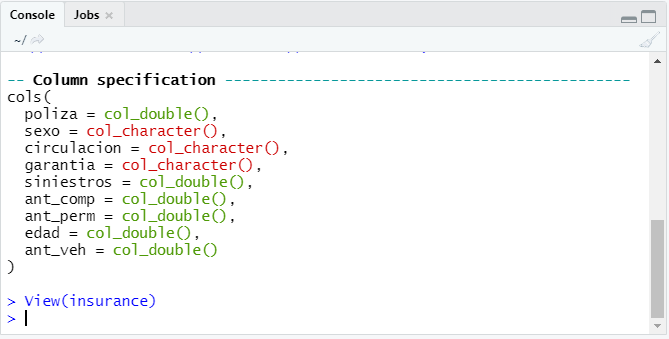 Console Jobs ×
~/
-- Column specification ----------------------------------------------
cols(
  poliza = col_double(),
  sexo = col_character(),
  circulacion = col_character(),
  garantia = col_character(),
  siniestros = col_double(),
  ant_comp = col_double(),
  ant_perm = col_double(),
  edad = col_double(),
  ant_veh = col_double()
)
> View(insurance)
>